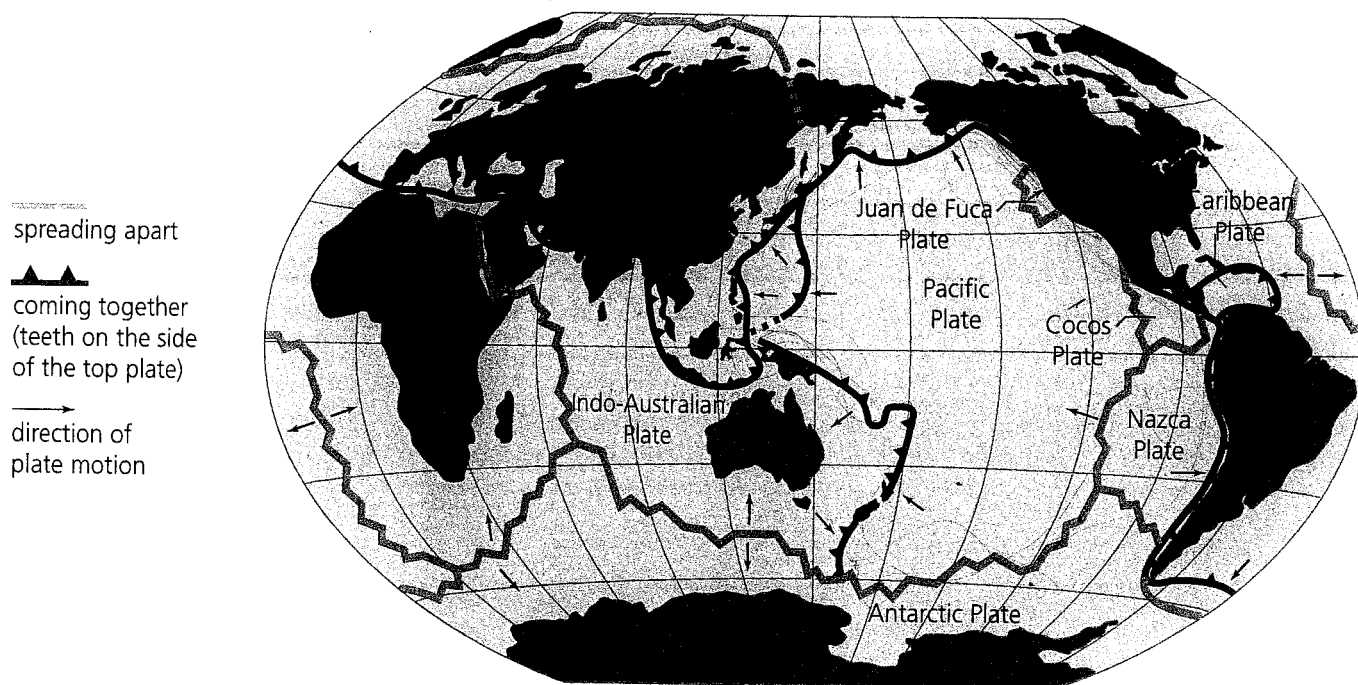 spreading apart
coming together
(teeth on the side
of the top plate)
direction of
plate motion
Juan de Fuca
Plate
Caribbean
Plate
Pacific
Plate
Cocos
Plate
Indo-Australian
Plate
Nazca
Plate
Antarctic Plate